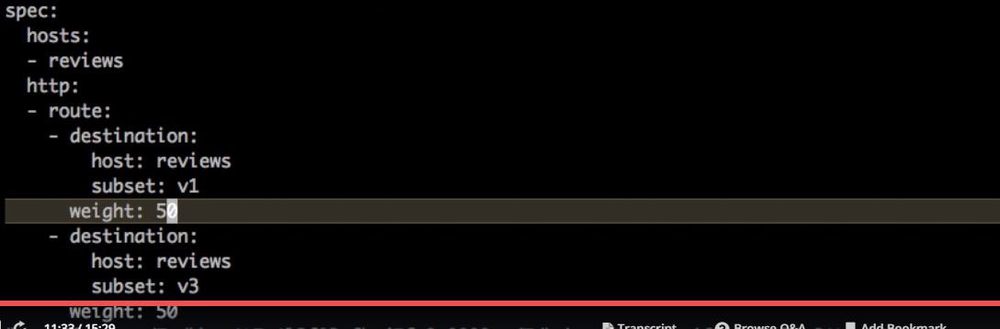 spec:
  hosts:
  - reviews
  http:
  - route:
    - destination:
        host: reviews
        subset: v1
      weight: 50
    - destination:
        host: reviews
        subset: v3
      weight: 50
11:33 / 15:29 Transcript Browse Q&A Add Bookmark